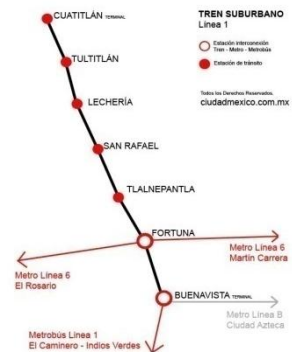 CUATITLÁN TERMINAL
TREN SUBURBANO
Línea 1
Estación interconexión
Tren - Metro - Metrobús
Estación de tránsito
Todos los Derechos Reservados.
ciudadmexico.com.mx
TULTITLÁN
LECHERÍA
SAN RAFAEL
TLALNEPANTLA
FORTUNA
Metro Línea 6
Martín Carrera
Metro Línea 6
El Rosario
BUENAVISTA TERMINAL
Metro Línea B
Ciudad Azteca
Metrobús Línea 1
El Caminero - Indios Verdes